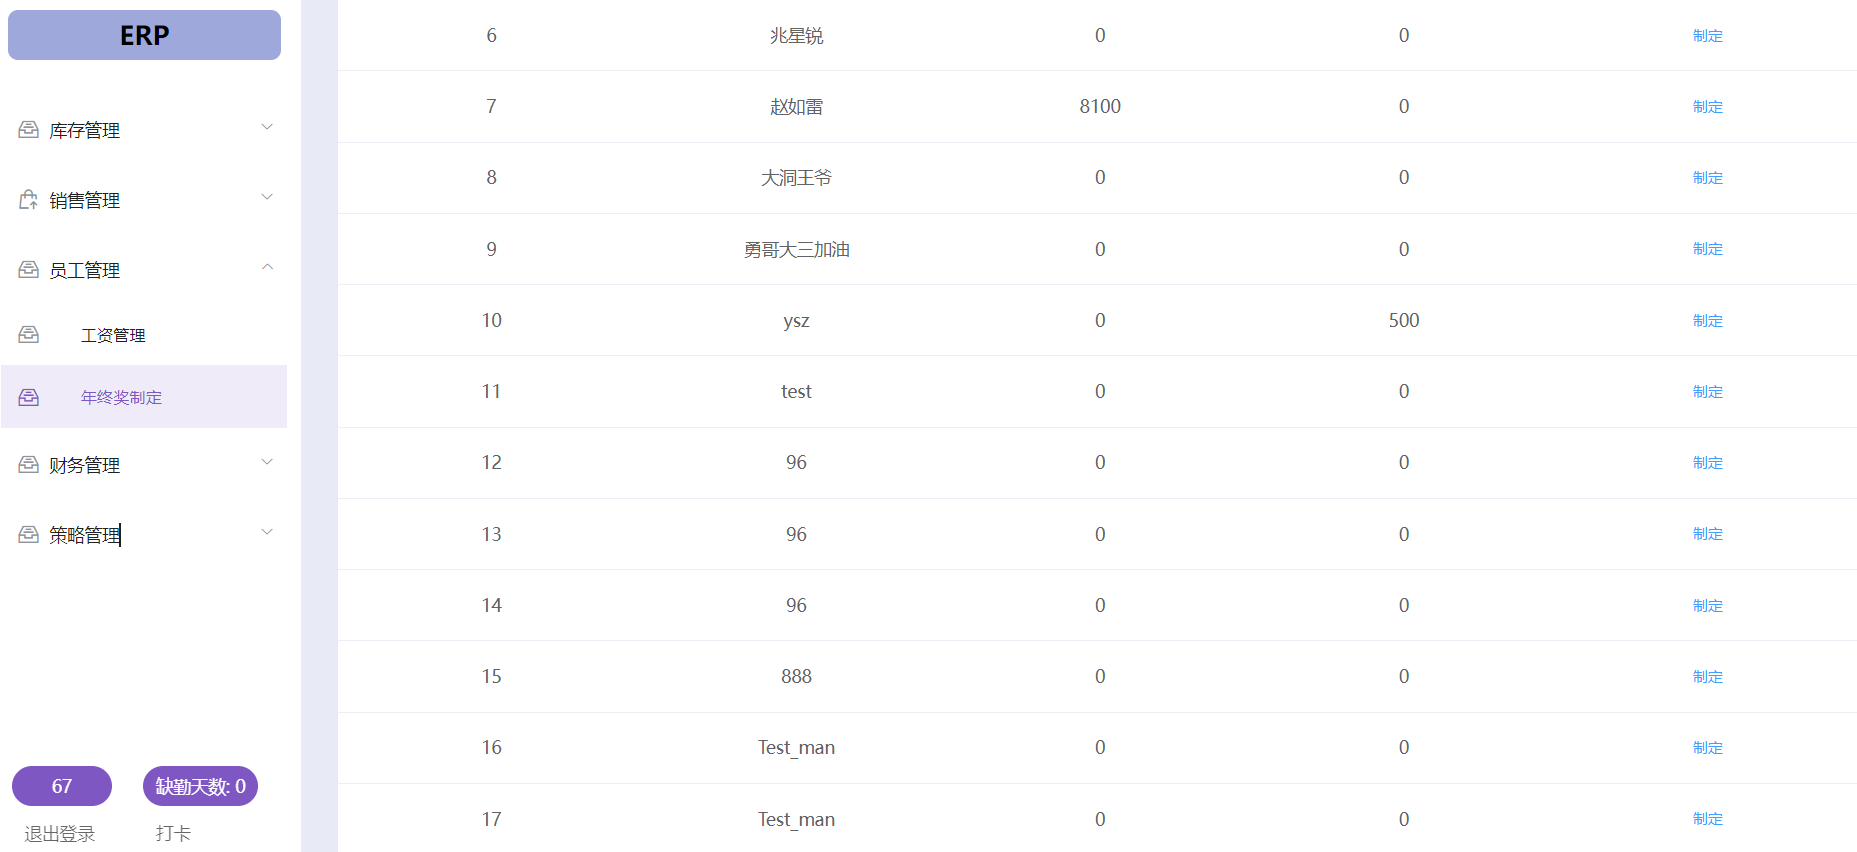 ERP
库存管理
销售管理
员工管理
工资管理
年终奖制定
财务管理
策略管理
67 缺勤天数: 0
退出登录 打卡
6 兆星锐 0 0 制定
7 赵如雷 8100 0 制定
8 大洞王爷 0 0 制定
9 勇哥大三加油 0 0 制定
10 ysz 0 500 制定
11 test 0 0 制定
12 96 0 0 制定
13 96 0 0 制定
14 96 0 0 制定
15 888 0 0 制定
16 Test_man 0 0 制定
17 Test_man 0 0 制定